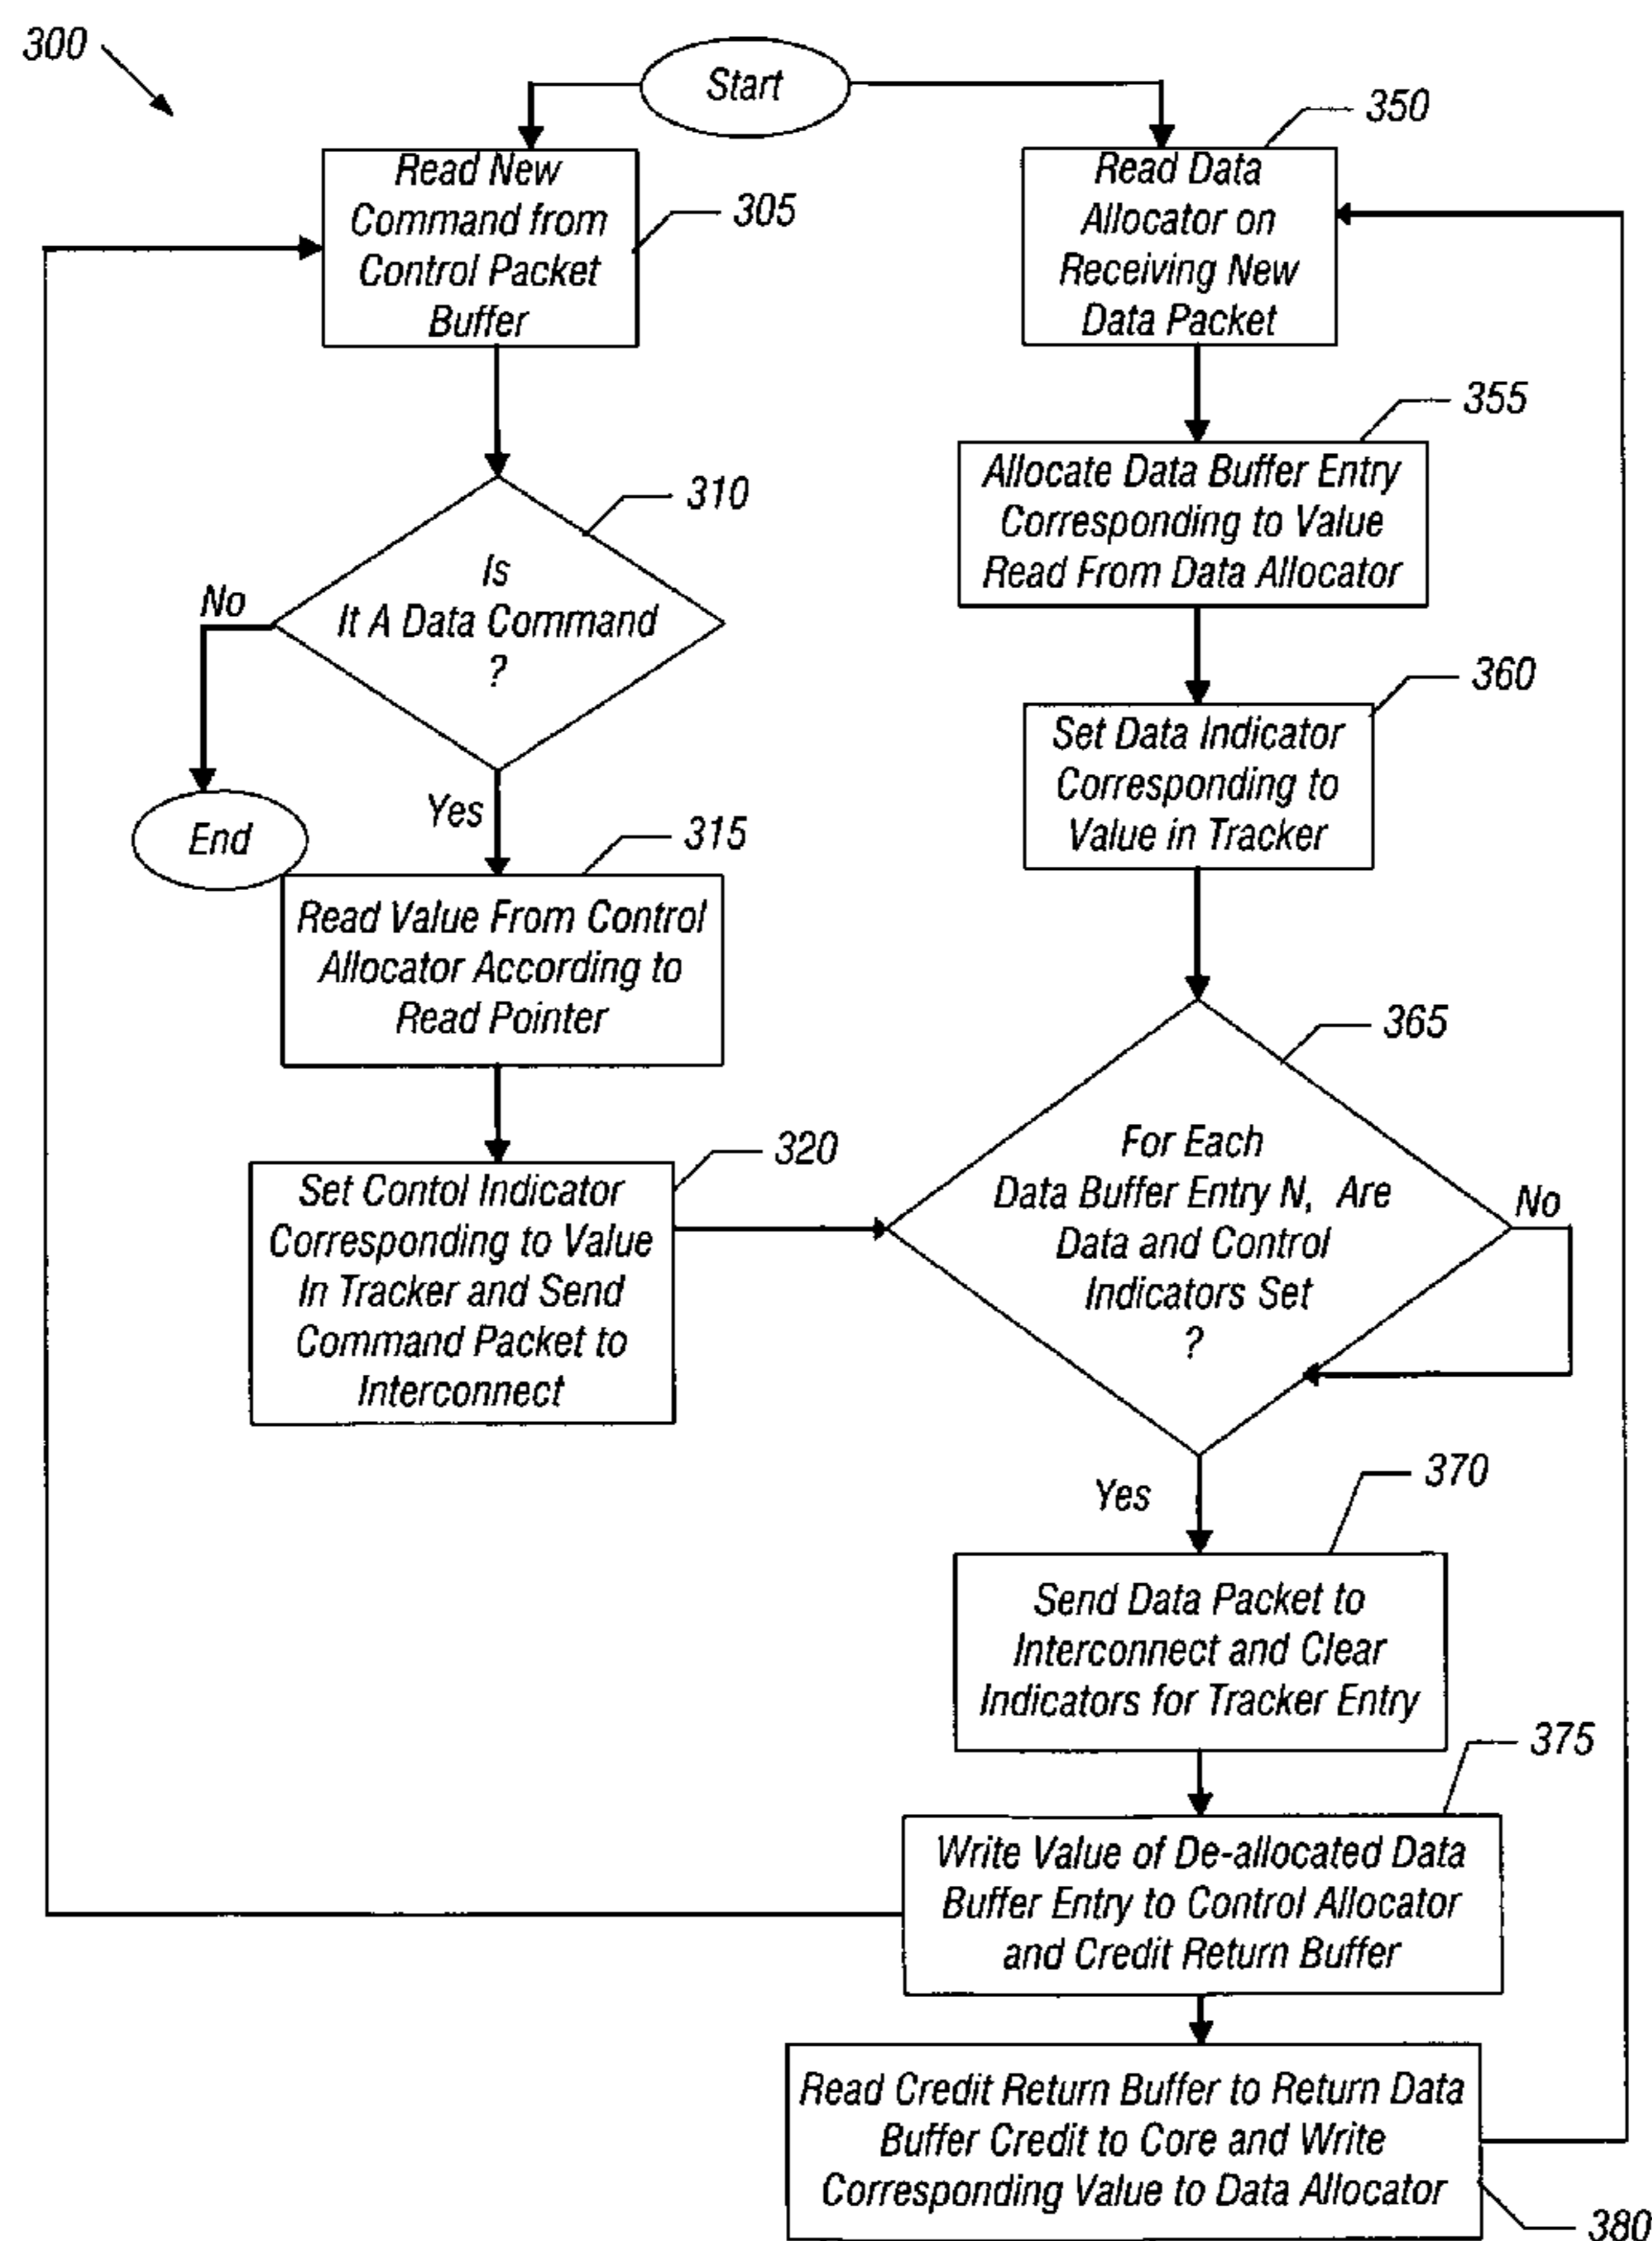 300
Start
350
Read New
Command from
Control Packet
Buffer
305
Read Data
Allocator on
Receiving New
Data Packet
355
Allocate Data Buffer Entry
Corresponding to Value
Read From Data Allocator
310
Is
It A Data Command
?
No
End
Yes
360
Set Data Indicator
Corresponding to
Value in Tracker
315
Read Value From Control
Allocator According to
Read Pointer
365
For Each
Data Buffer Entry N, Are
Data and Control
Indicators Set
?
No
320
Set Contol Indicator
Corresponding to Value
In Tracker and Send
Command Packet to
Interconnect
Yes
370
Send Data Packet to
Interconnect and Clear
Indicators for Tracker Entry
375
Write Value of De-allocated Data
Buffer Entry to Control Allocator
and Credit Return Buffer
Read Credit Return Buffer to Return Data
Buffer Credit to Core and Write
Corresponding Value to Data Allocator
380